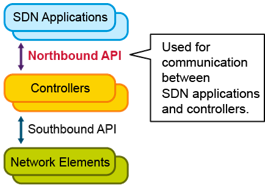 SDN Applications
Northbound API
Used for
communication
between
SDN applications
and controllers.
Controllers
Southbound API
Network Elements